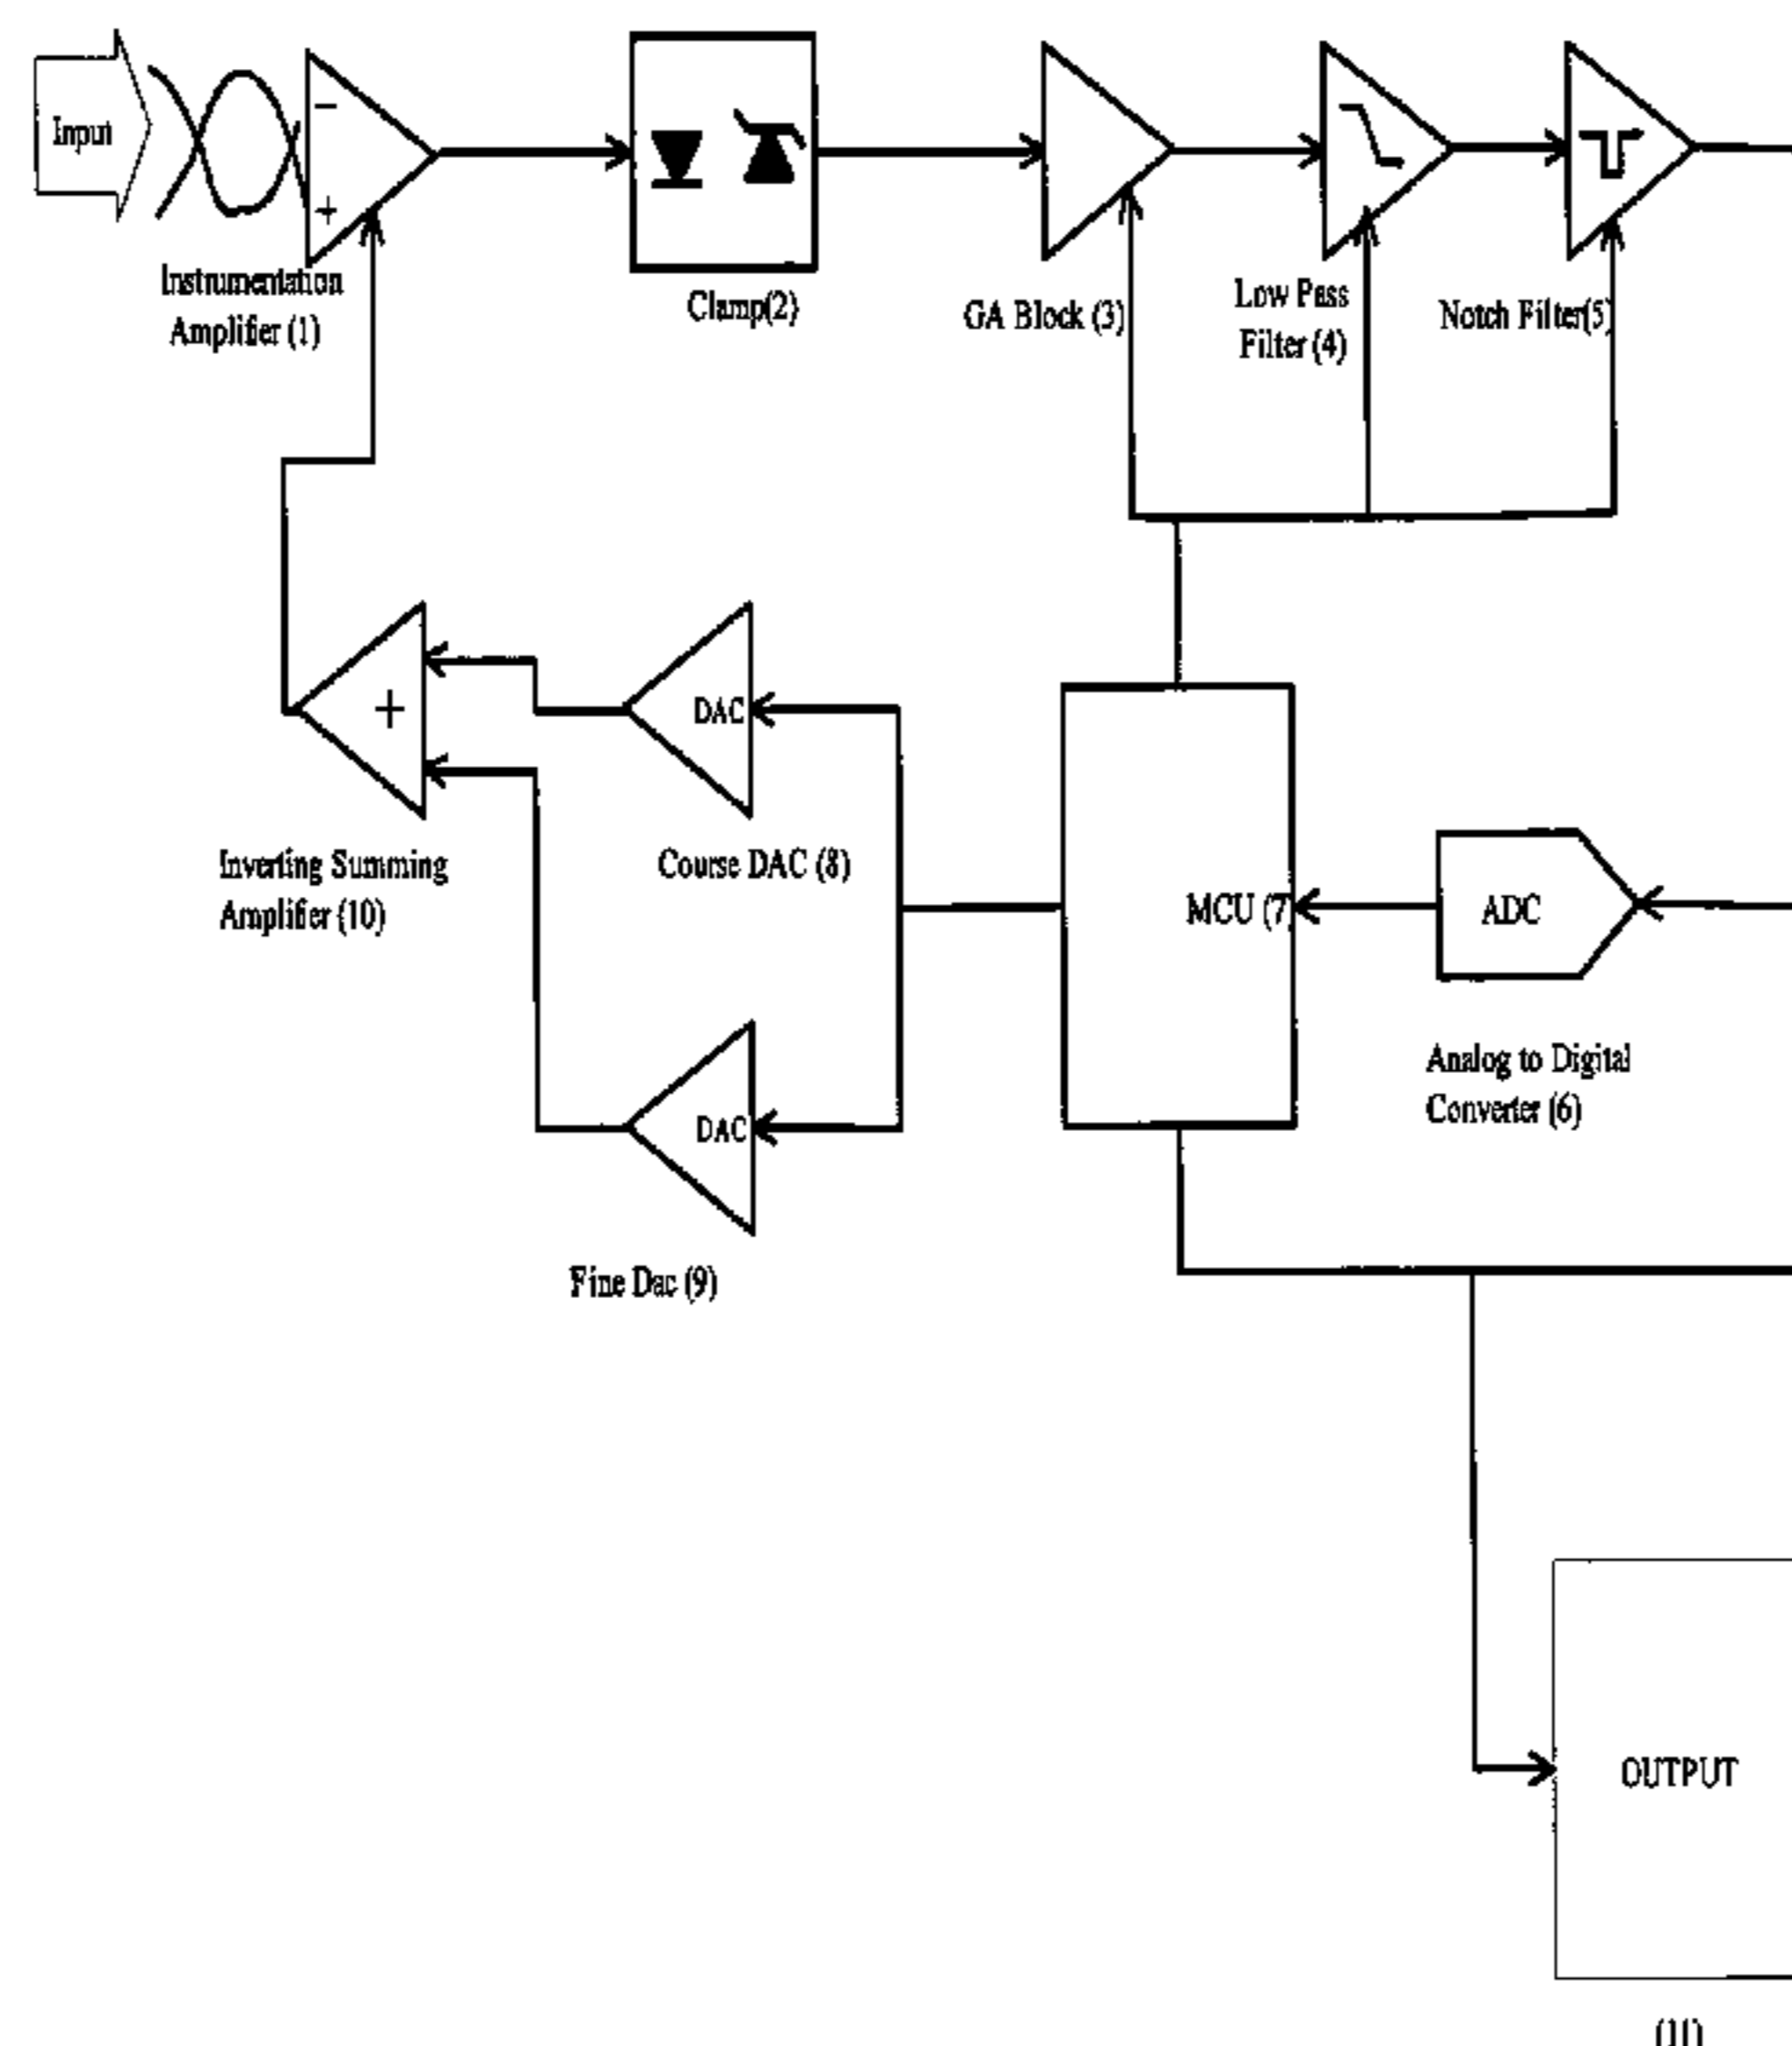 Input
−
+
Instrumentation
Amplifier (1)
Clamp(2)
GA Block (3)
Low Pass
Filter (4)
Notch Filter(5)
+
DAC
Inverting Summing
Amplifier (10)
Course DAC (8)
MCU (7
ADC
Analog to Digital
Converter (6)
DAC
Fine Dac (9)
OUTPUT